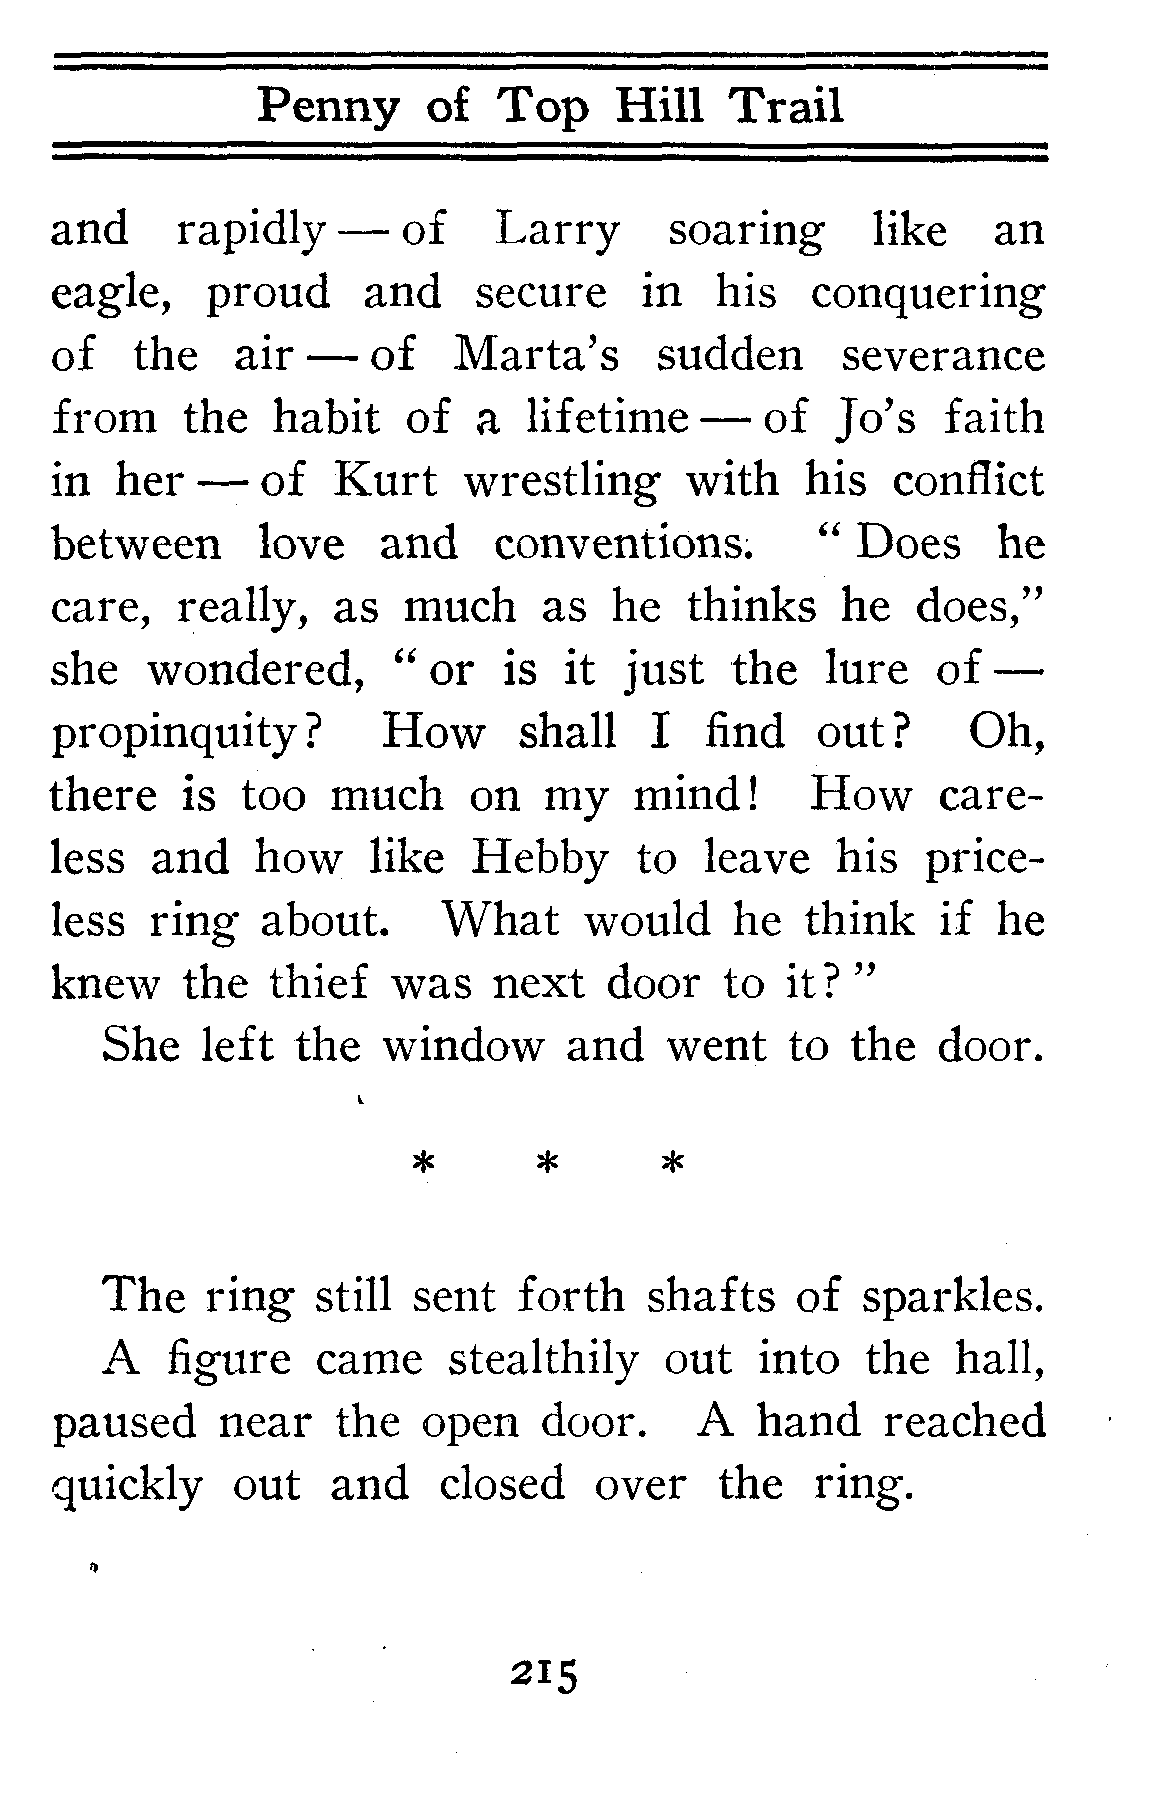 Penny of Top Hill Trail
and rapidly — of Larry soaring like an
eagle, proud and secure in his conquering
of the air — of Marta's sudden severance
from the habit of a lifetime — of Jo's faith
in her — of Kurt wrestling with his conflict
between love and conventions. “ Does he
care, really, as much as he thinks he does,”
she wondered, “ or is it just the lure of —
propinquity? How shall I find out? Oh,
there is too much on my mind! How care-
less and how like Hebby to leave his price-
less ring about. What would he think if he
knew the thief was next door to it? ”
She left the window and went to the door.
* * *
The ring still sent forth shafts of sparkles.
A figure came stealthily out into the hall,
paused near the open door. A hand reached
quickly out and closed over the ring.
215